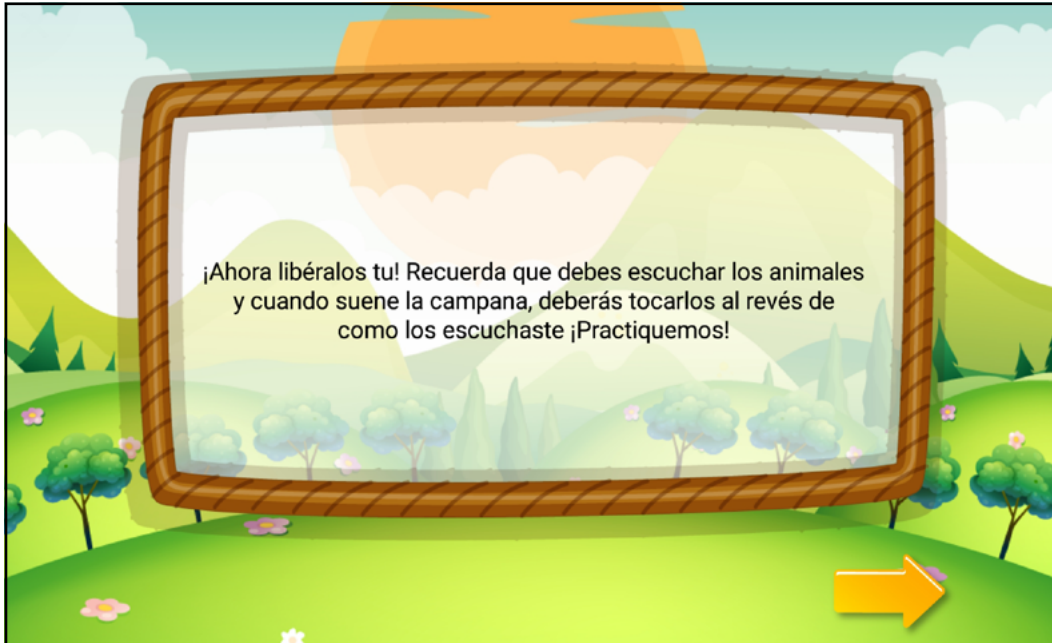 ¡Ahora libéralos tu! Recuerda que debes escuchar los animales
y cuando suene la campana, deberás tocarlos al revés de
como los escuchaste ¡Practiquemos!